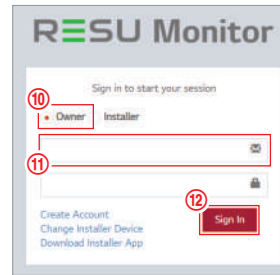 RESU Monitor
Sign in to start your session
⑩
Owner Installer
⑪
⑫
Create Account
Sign In
Change Installer Device
Download Installer App